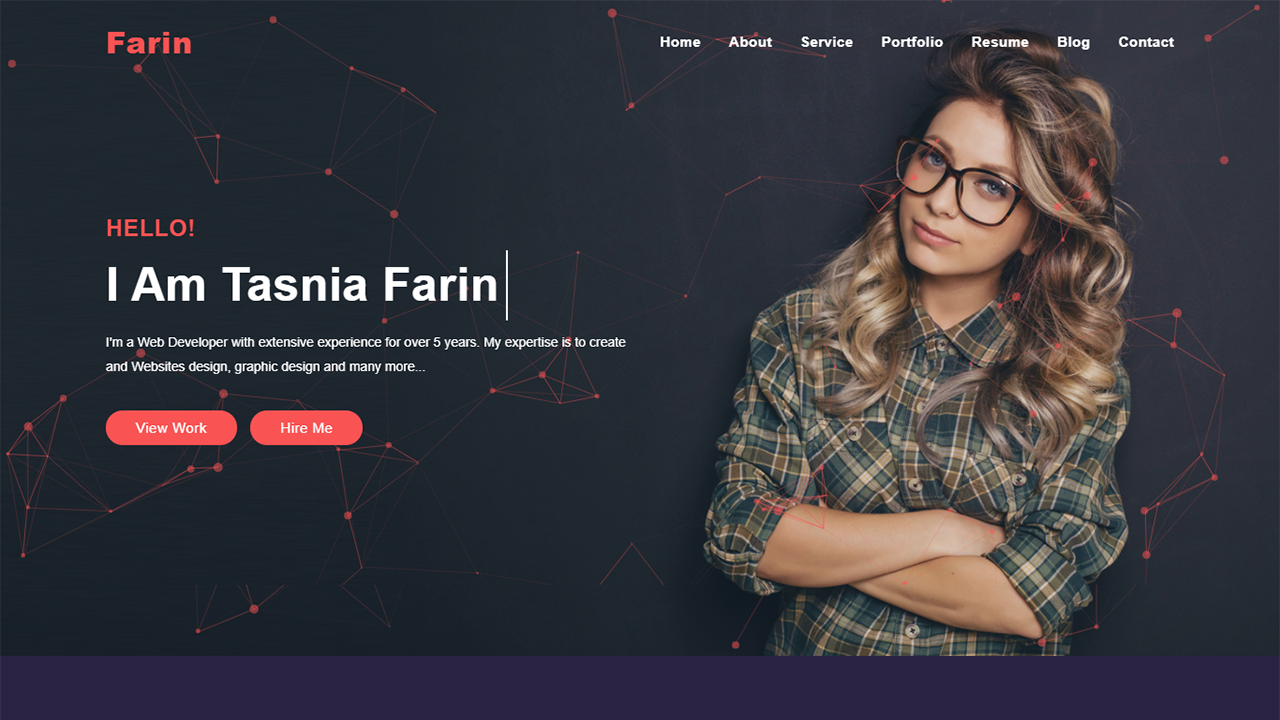 Farin
Home About Service Portfolio Resume Blog Contact
HELLO!
I Am Tasnia Farin
I'm a Web Developer with extensive experience for over 5 years. My expertise is to create
and Websites design, graphic design and many more...
View Work Hire Me